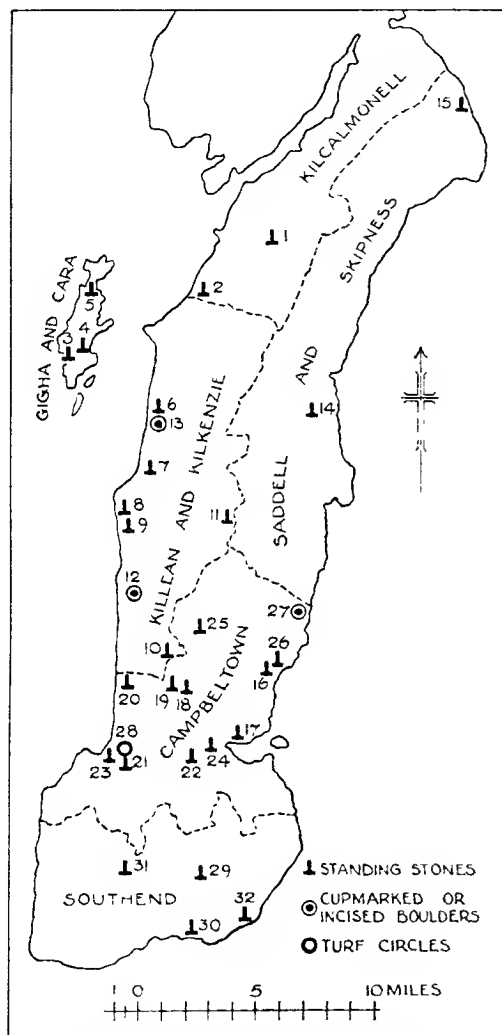 KILCALMONELL
15
SKIPNESS
1
2
5
4
3
GIGHA AND CARA
AND
14
6
13
KILLEAN AND KILKENZIE
7
8
9
11
SADDELL
12
27
25
10
26
16
20
19
18
CAMPBELTOWN
17
28
23
21
22
24
31
29
STANDING STONES
SOUTHEND
CUPMARKED OR
INCISED BOULDERS
32
30
TURF CIRCLES
1 0 5 10 MILES